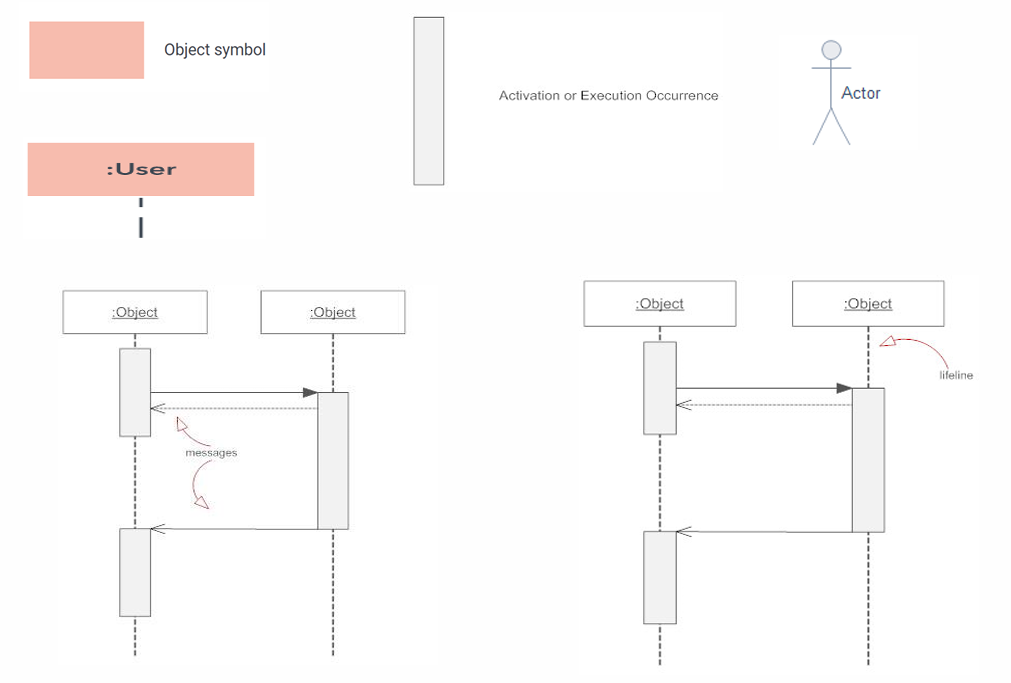 Object symbol
Activation or Execution Occurrence
Actor
:User
:Object
:Object
messages
:Object
:Object
lifeline